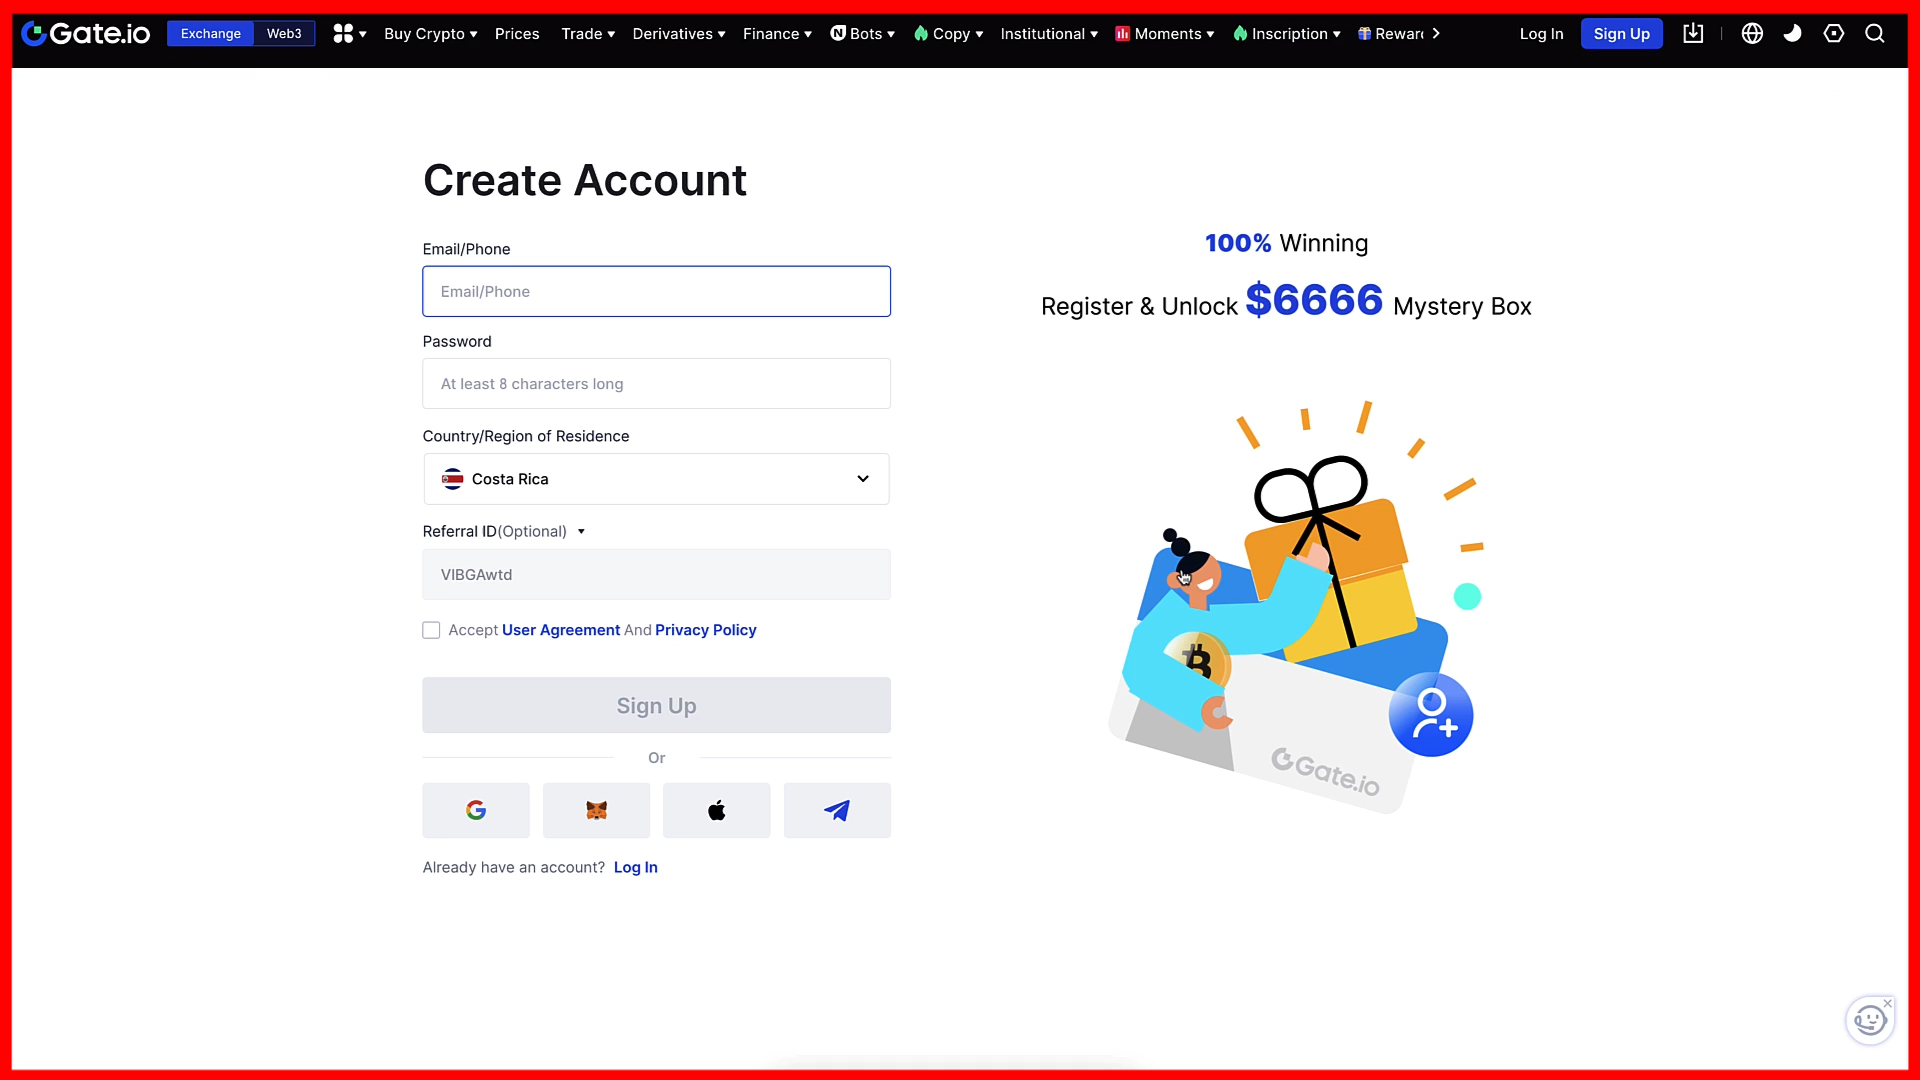 Gate.io Exchange Web3 Buy Crypto Prices Trade Derivatives Finance Bots Copy Institutional Moments Inscription Rewar Log In Sign Up
Create Account
Email/Phone
Email/Phone
Password
At least 8 characters long
Country/Region of Residence
Costa Rica
Referral ID(Optional)
VIBGAwtd
Accept User Agreement And Privacy Policy
Sign Up
Or
Already have an account? Log In
100% Winning
Register & Unlock $6666 Mystery Box
Gate.io